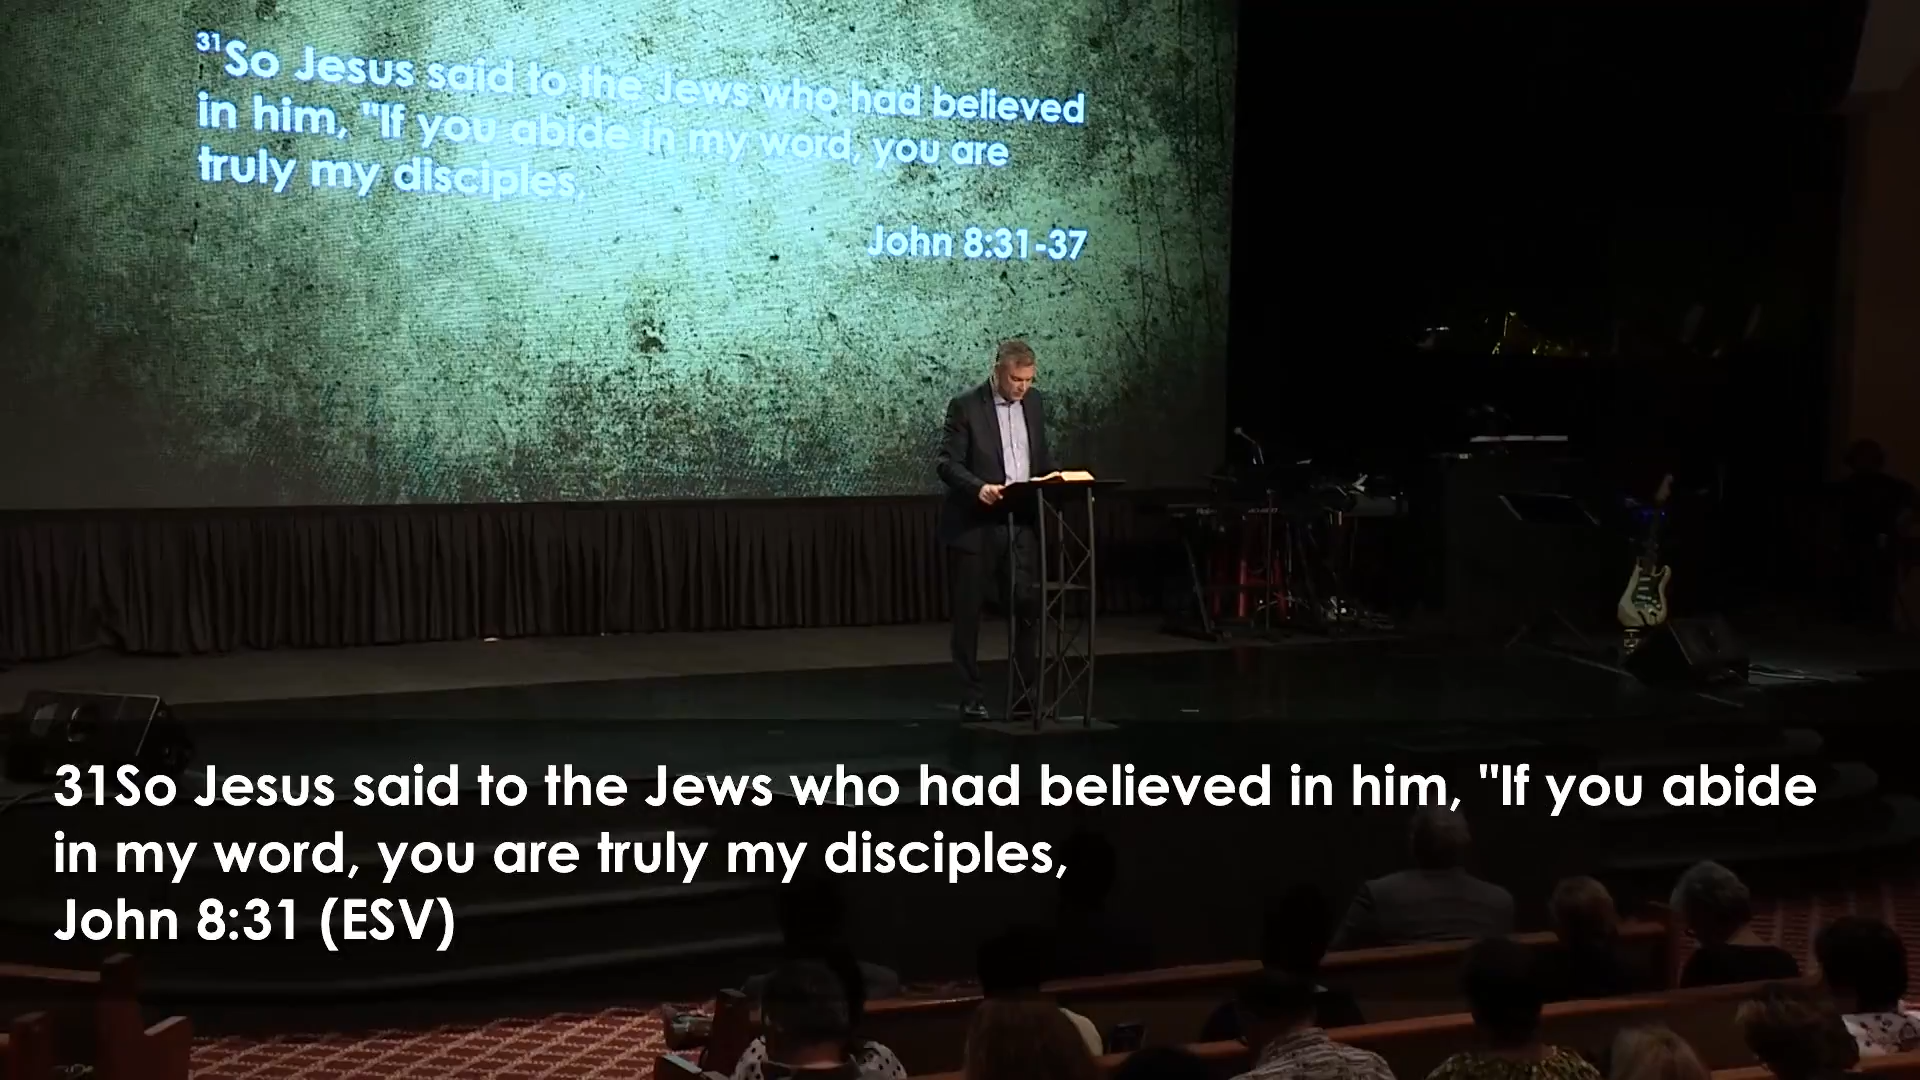 31So Jesus said to the Jews who had believed
in him, "If you abide in my word, you are
truly my disciples,
John 8:31-37
31So Jesus said to the Jews who had believed in him, "If you abide
in my word, you are truly my disciples,
John 8:31 (ESV)